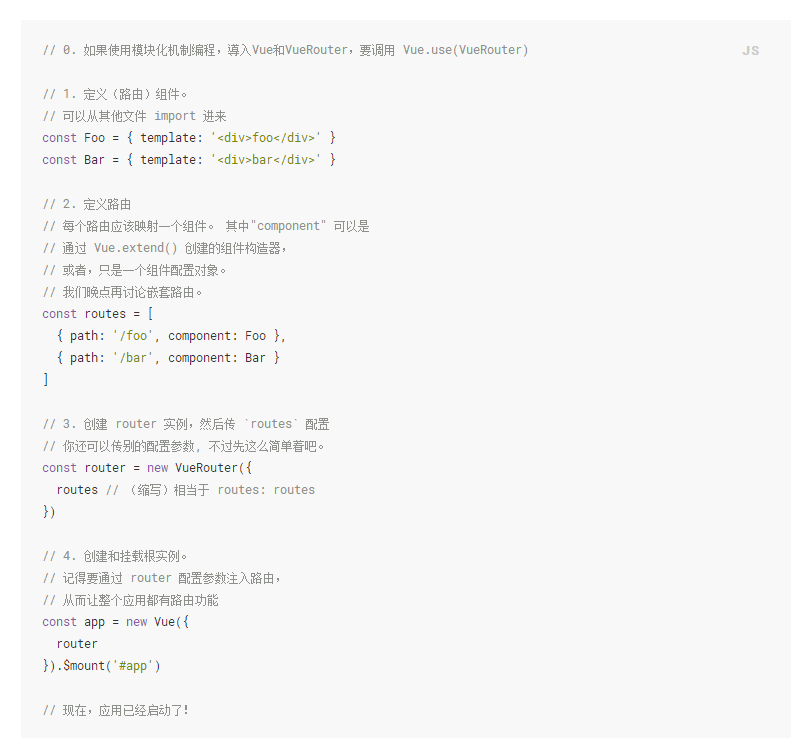 // 0. 如果使用模块化机制编程，導入Vue和VueRouter，要调用 Vue.use(VueRouter)
JS
// 1. 定义（路由）组件。
// 可以从其他文件 import 进来
const Foo = { template: '<div>foo</div>' }
const Bar = { template: '<div>bar</div>' }
// 2. 定义路由
// 每个路由应该映射一个组件。 其中"component" 可以是
// 通过 Vue.extend() 创建的组件构造器，
// 或者，只是一个组件配置对象。
// 我们晚点再讨论嵌套路由。
const routes = [
  { path: '/foo', component: Foo },
  { path: '/bar', component: Bar }
]
// 3. 创建 router 实例，然后传 `routes` 配置
// 你还可以传别的配置参数, 不过先这么简单着吧。
const router = new VueRouter({
  routes // （缩写）相当于 routes: routes
})
// 4. 创建和挂载根实例。
// 记得要通过 router 配置参数注入路由，
// 从而让整个应用都有路由功能
const app = new Vue({
  router
}).$mount('#app')
// 现在，应用已经启动了！